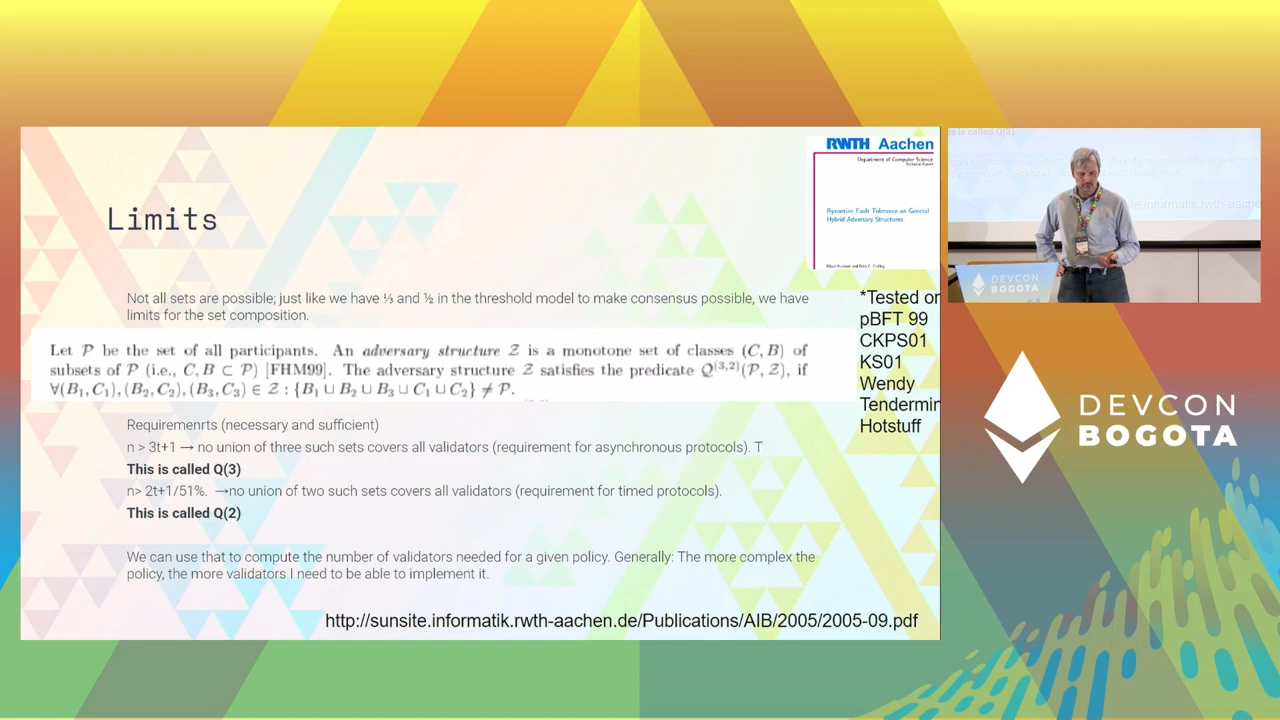 RWTH Aachen
Department of Computer Science
Technical Report
Byzantine Fault Tolerance on General
Hybrid Adversary Structures
Limits
Not all sets are possible; just like we have ⅓ and ½ in the threshold model to make consensus possible, we have
limits for the set composition.
Let 𝒫 be the set of all participants. An adversary structure 𝒵 is a monotone set of classes (C, B) of
subsets of 𝒫 (i.e., C, B ⊂ 𝒫) [FHM99]. The adversary structure 𝒵 satisfies the predicate Q^(3,2)(𝒫, 𝒵), if
∀(B₁, C₁), (B₂, C₂), (B₃, C₃) ∈ 𝒵 : {B₁ ∪ B₂ ∪ B₃ ∪ C₁ ∪ C₂} ≠ 𝒫.
Requiremenrts (necessary and sufficient)
n > 3t+1 → no union of three such sets covers all validators (requirement for asynchronous protocols). T
This is called Q(3)
n> 2t+1/51%. →no union of two such sets covers all validators (requirement for timed protocols).
This is called Q(2)
We can use that to compute the number of validators needed for a given policy. Generally: The more complex the
policy, the more validators I need to be able to implement it.
http://sunsite.informatik.rwth-aachen.de/Publications/AIB/2005/2005-09.pdf
*Tested on
pBFT 99
CKPS01
KS01
Wendy
Tendermin
Hotstuff
is is called Q(2)
DEVCON
BOGOTA
DEVCON
BOGOTA